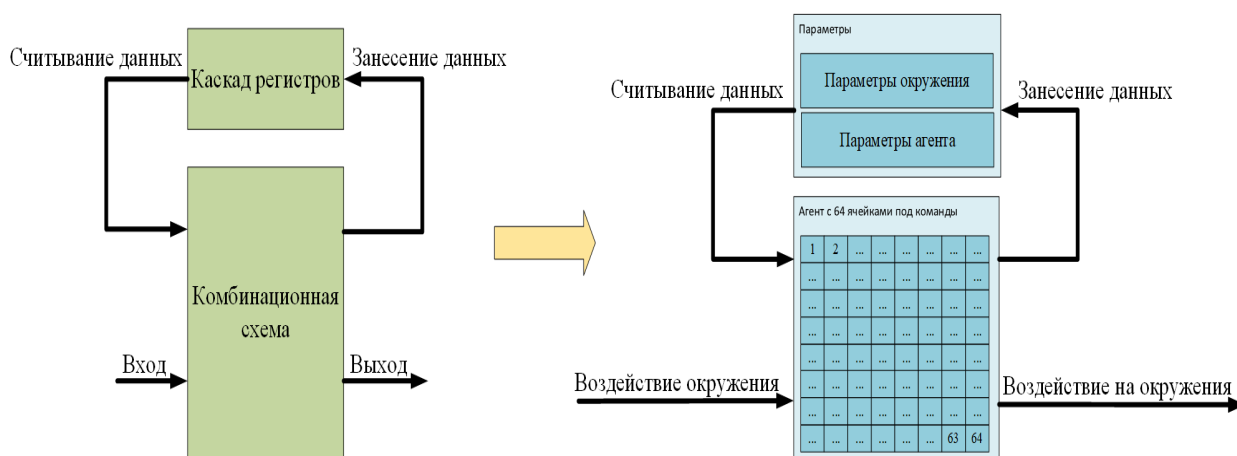 Считывание данных
Занесение данных
Каскад регистров
Комбинационная
схема
Вход
Выход
Параметры
Параметры окружения
Параметры агента
Считывание данных
Занесение данных
Агент с 64 ячейками под команды
1 2 ... ... ... ... ... ...
... ... ... ... ... ... ... ...
... ... ... ... ... ... ... ...
... ... ... ... ... ... ... ...
... ... ... ... ... ... ... ...
... ... ... ... ... ... ... ...
... ... ... ... ... ... ... ...
... ... ... ... ... ... 63 64
Воздействие окружения
Воздействие на окружения